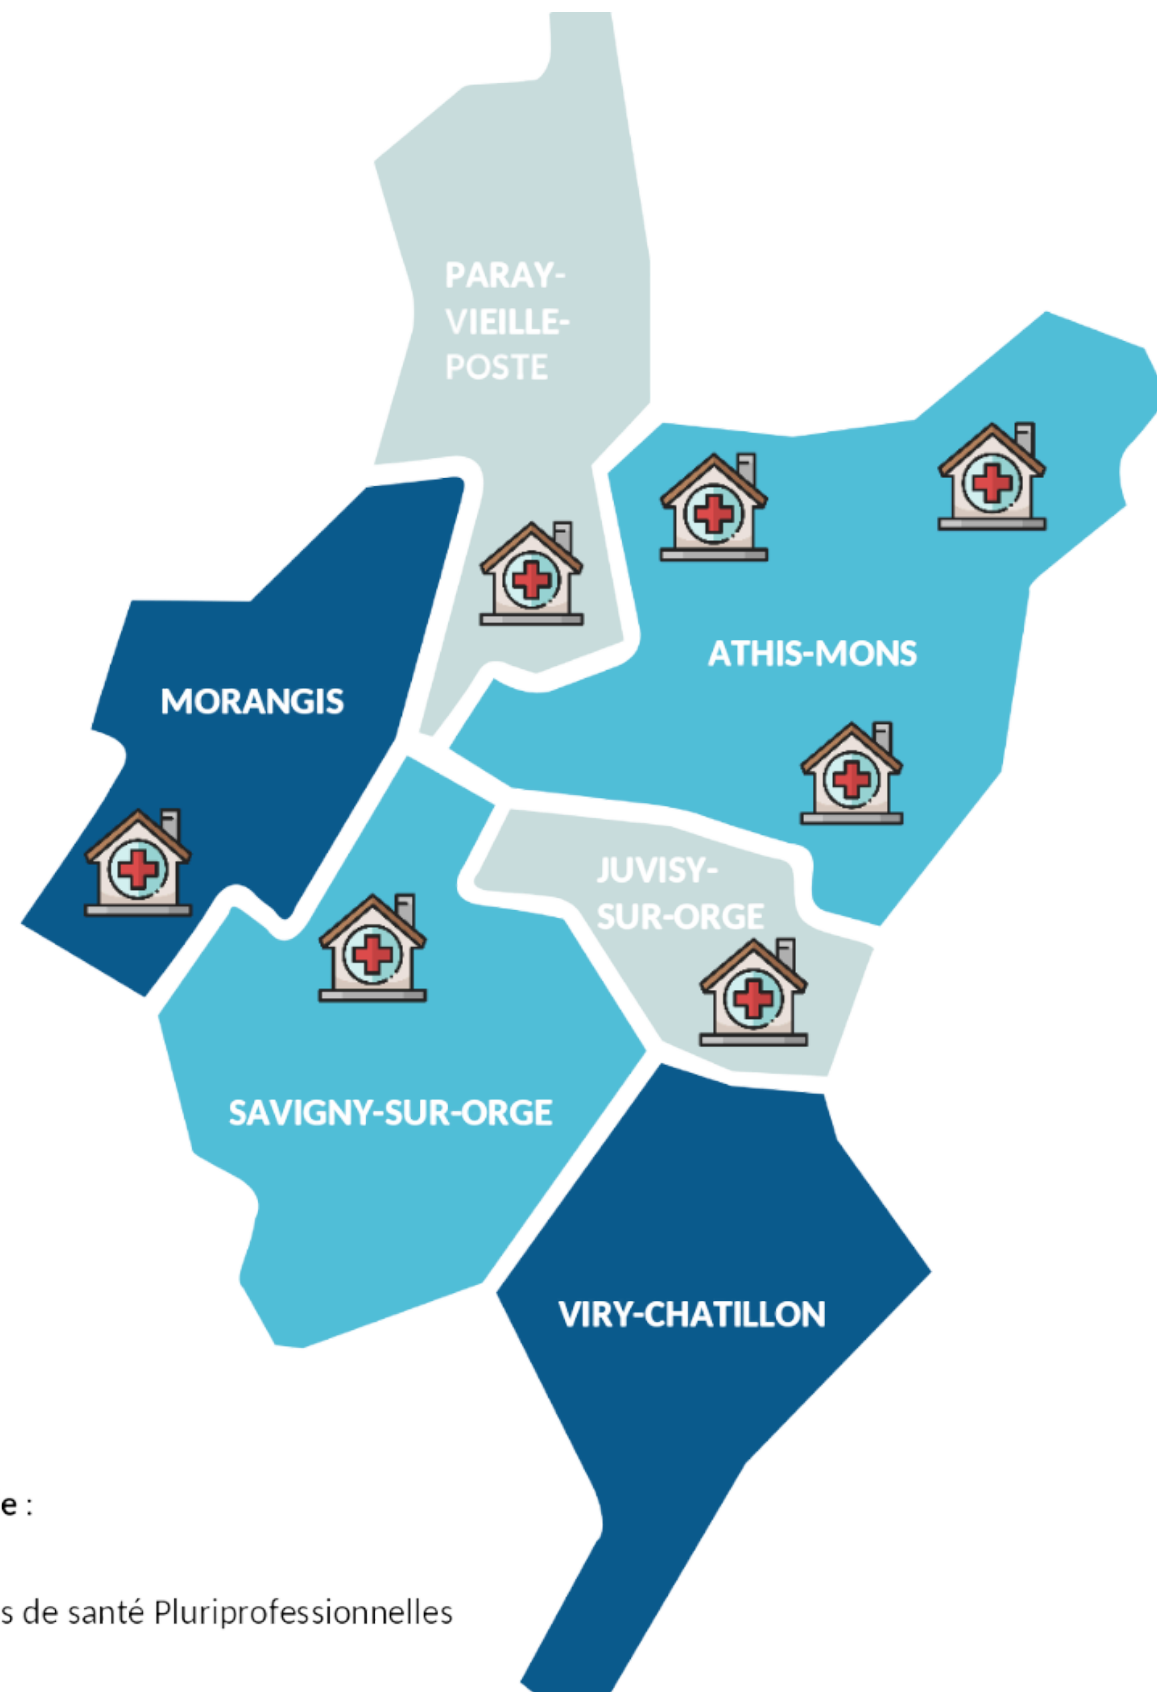 PARAY-
VIEILLE-
POSTE
ATHIS-MONS
MORANGIS
JUVISY-
SUR-ORGE
SAVIGNY-SUR-ORGE
VIRY-CHATILLON
e :
s de santé Pluriprofessionnelles